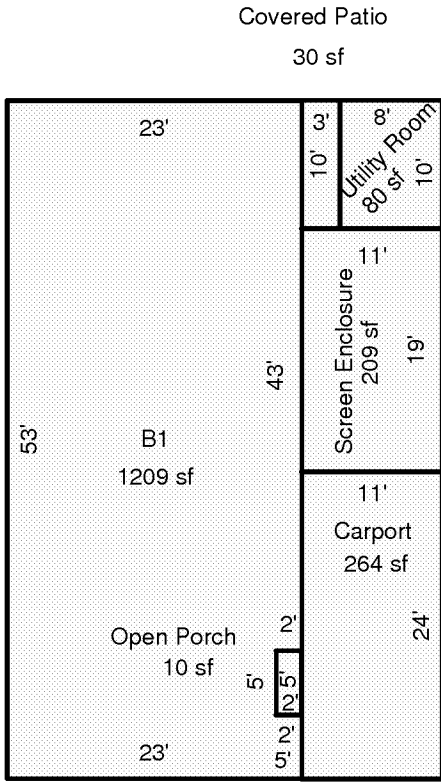 Covered Patio
30 sf
23'
3'
8'
10'
Utility Room
80 sf
10'
11'
Screen Enclosure
209 sf
19'
43'
53'
B1
1209 sf
11'
Carport
264 sf
24'
2'
Open Porch
10 sf
5'
5'
2'
2'
23'
5'